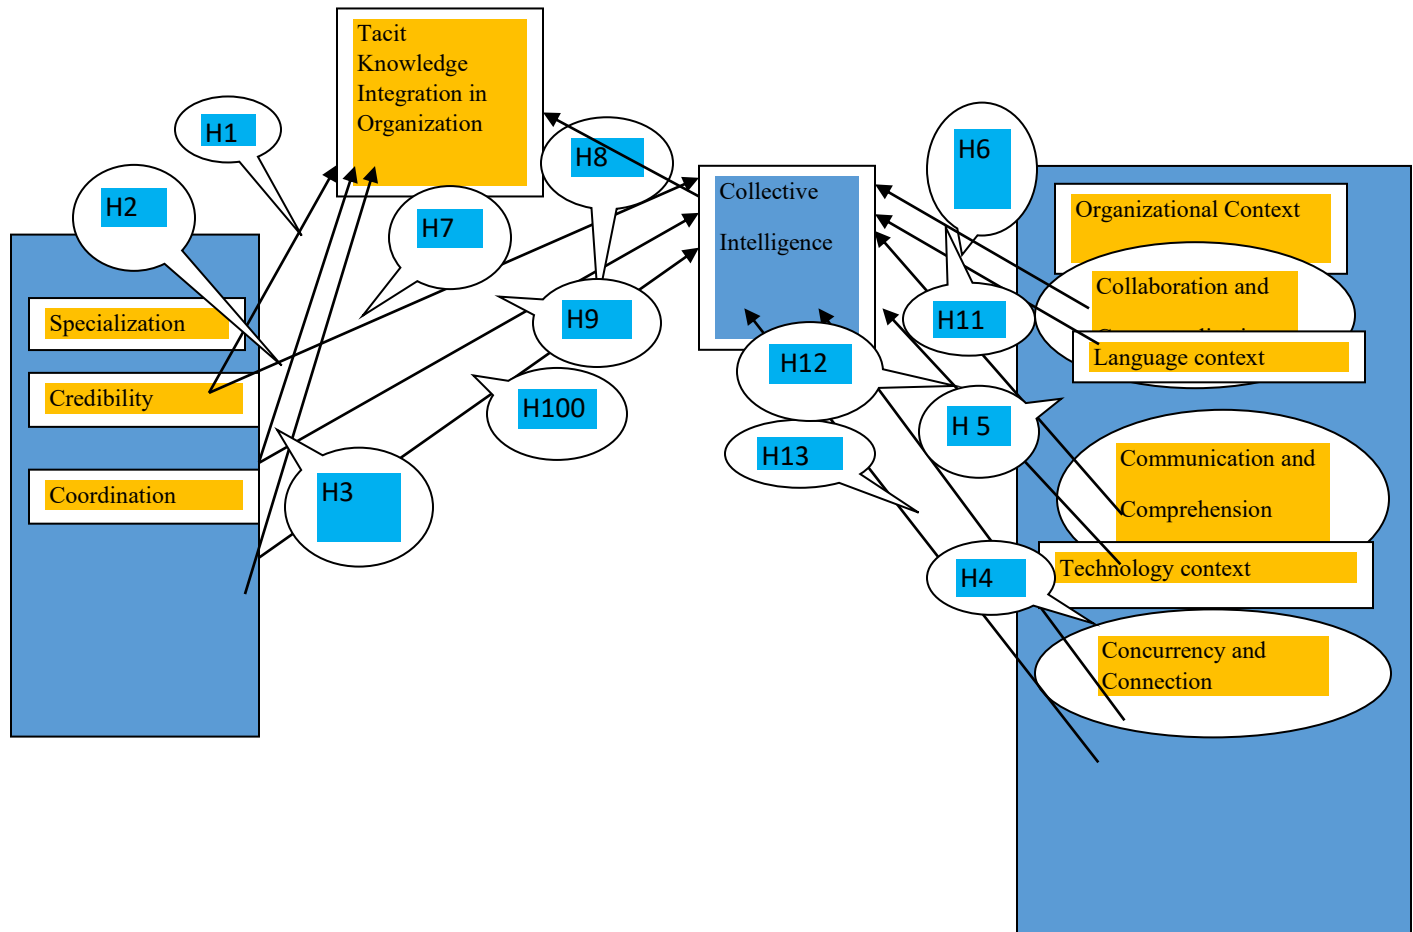 Tacit
Knowledge
Integration in
Organization
H1
H8
H6
H2
H7
Collective
Intelligence
Organizational Context
Collaboration and
Specialization
H9
H11
Language context
Credibility
H12
H100
H 5
Coordination
H3
H13
Communication and
Comprehension
H4
Technology context
Concurrency and
Connection